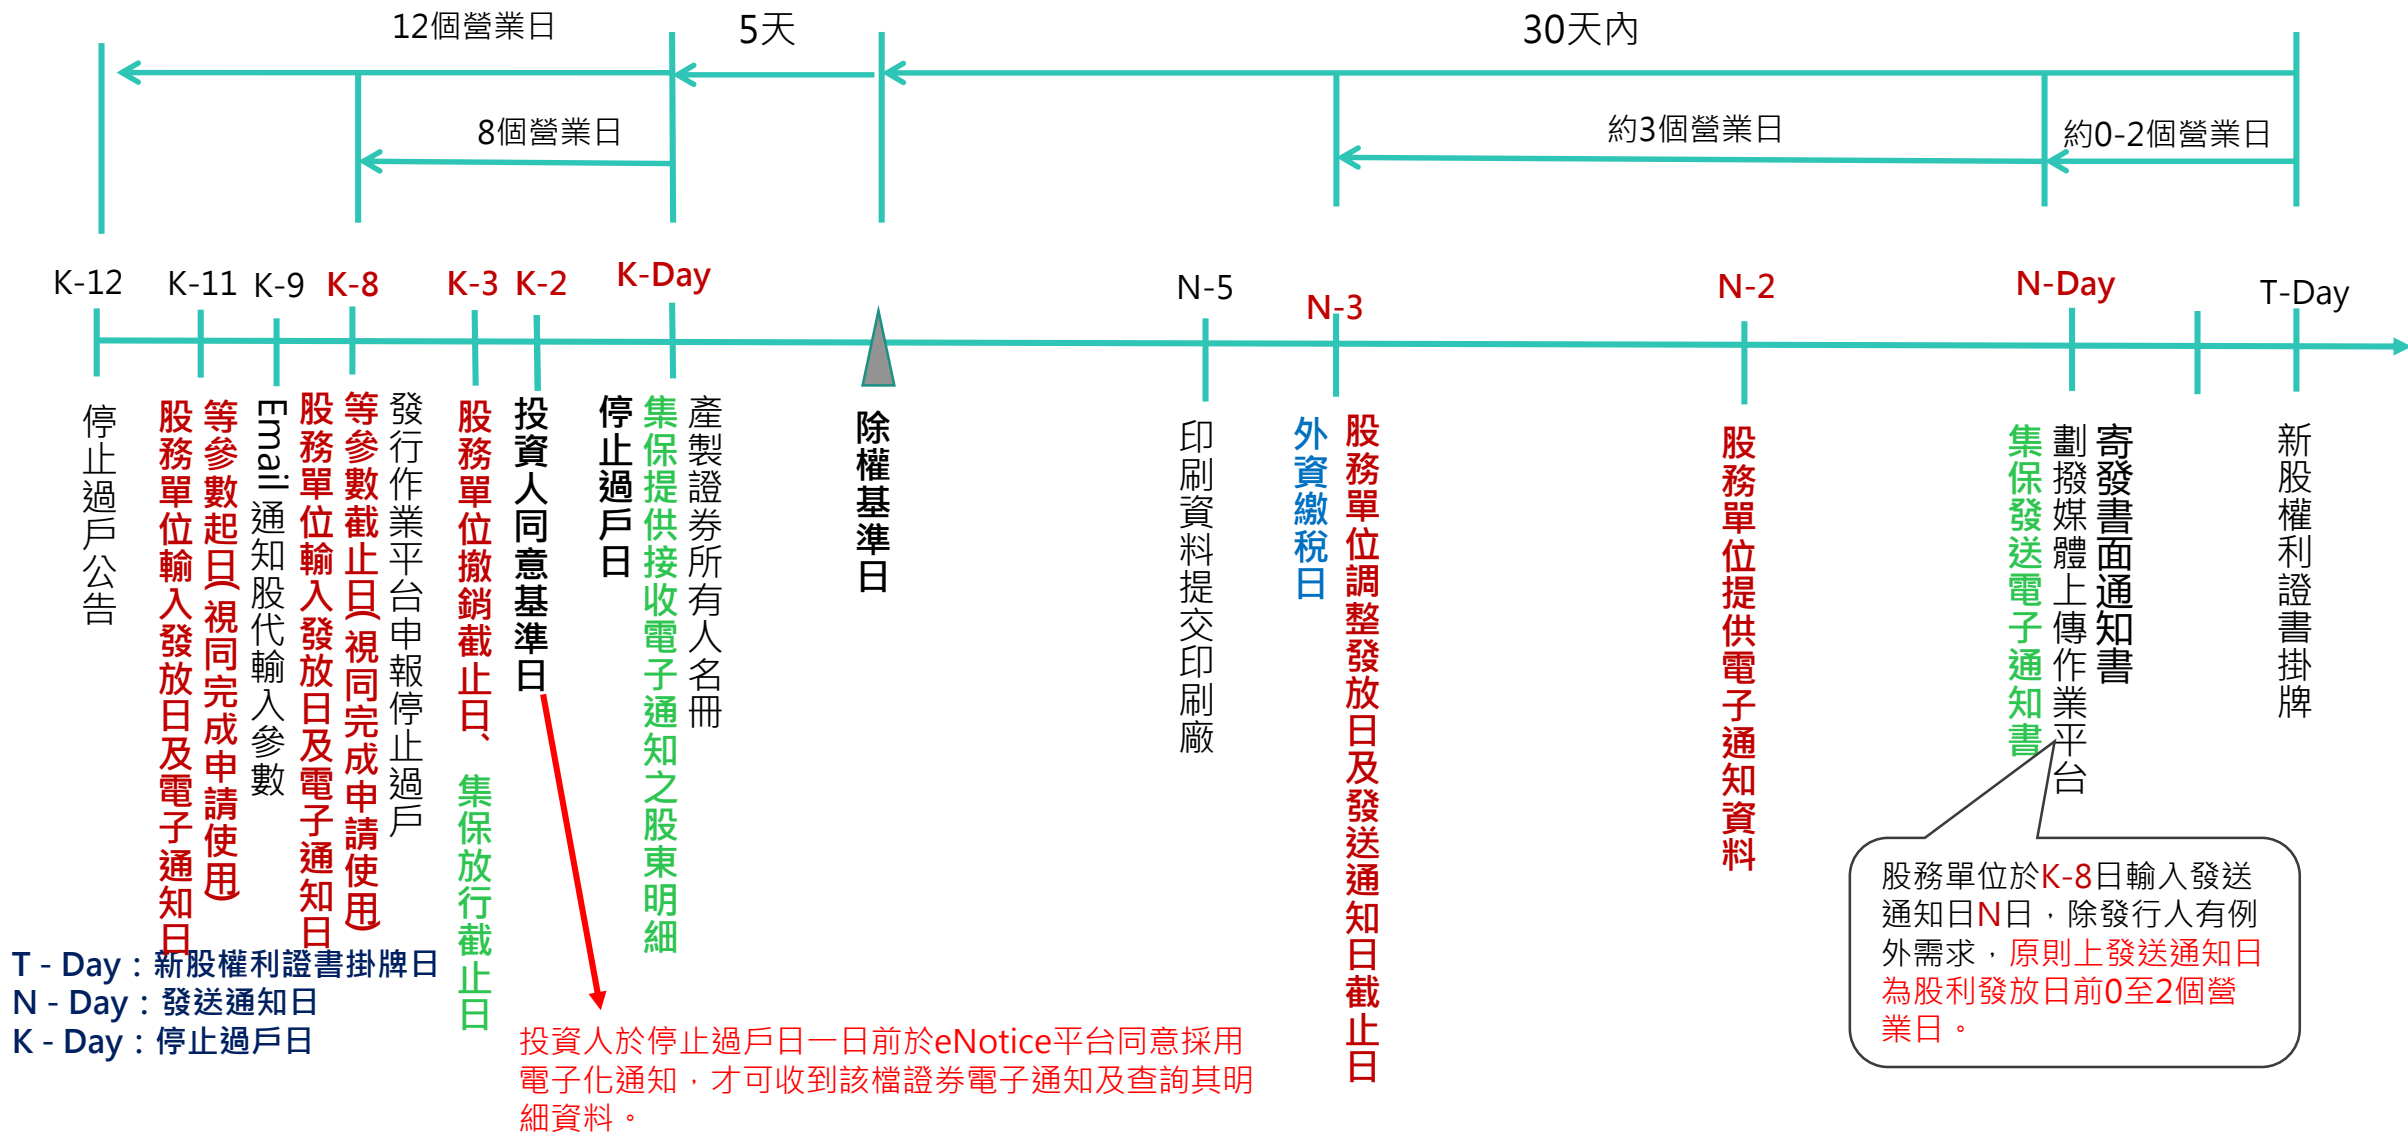 12個營業日
5天
30天內
8個營業日
約3個營業日
約0-2個營業日
K-12
K-11
K-9
K-8
K-3
K-2
K-Day
N-5
N-3
N-2
N-Day
T-Day
停止過戶公告
股務單位輸入發放日及電子通知日
等參數起日(視同完成申請使用)
Email 通知股代輸入參數
股務單位輸入發放日及電子通知日
等參數截止日(視同完成申請使用)
發行作業平台申報停止過戶
股務單位撤銷截止日、集保放行截止日
投資人同意基準日
停止過戶日
集保提供接收電子通知之股東明細
產製證券所有人名冊
除權基準日
印刷資料提交印刷廠
外資繳稅日
股務單位調整發放日及發送通知日截止日
股務單位提供電子通知資料
集保發送電子通知書
劃撥媒體上傳作業平台
寄發書面通知書
新股權利證書掛牌
T - Day：新股權利證書掛牌日
N - Day：發送通知日
K - Day：停止過戶日
投資人於停止過戶日一日前於eNotice平台同意採用
電子化通知，才可收到該檔證券電子通知及查詢其明
細資料。
股務單位於K-8日輸入發送
通知日N日，除發行人有例
外需求，原則上發送通知日
為股利發放日前0至2個營
業日。